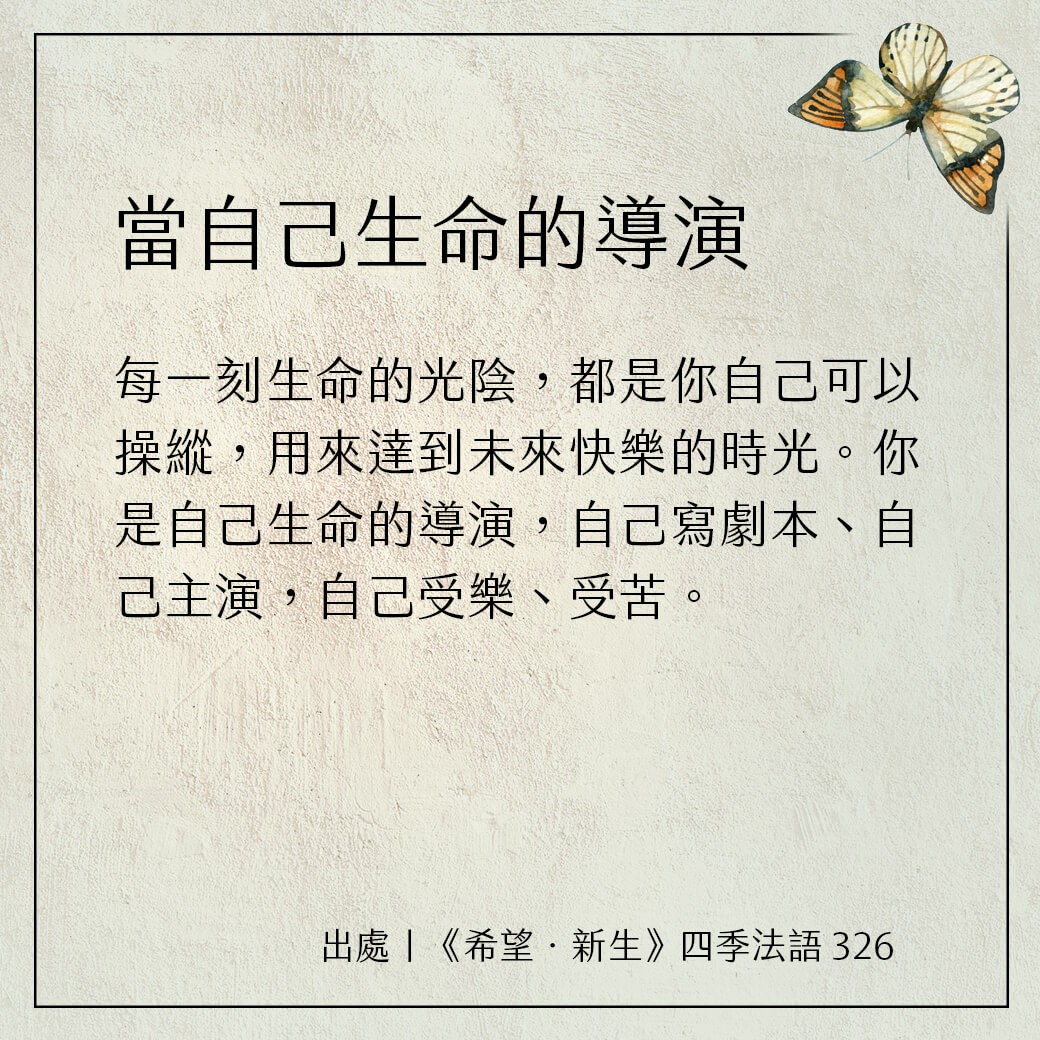 當自己生命的導演
每一刻生命的光陰，都是你自己可以
操縱，用來達到未來快樂的時光。你
是自己生命的導演，自己寫劇本、自
己主演，自己受樂、受苦。
出處｜《希望．新生》四季法語 326